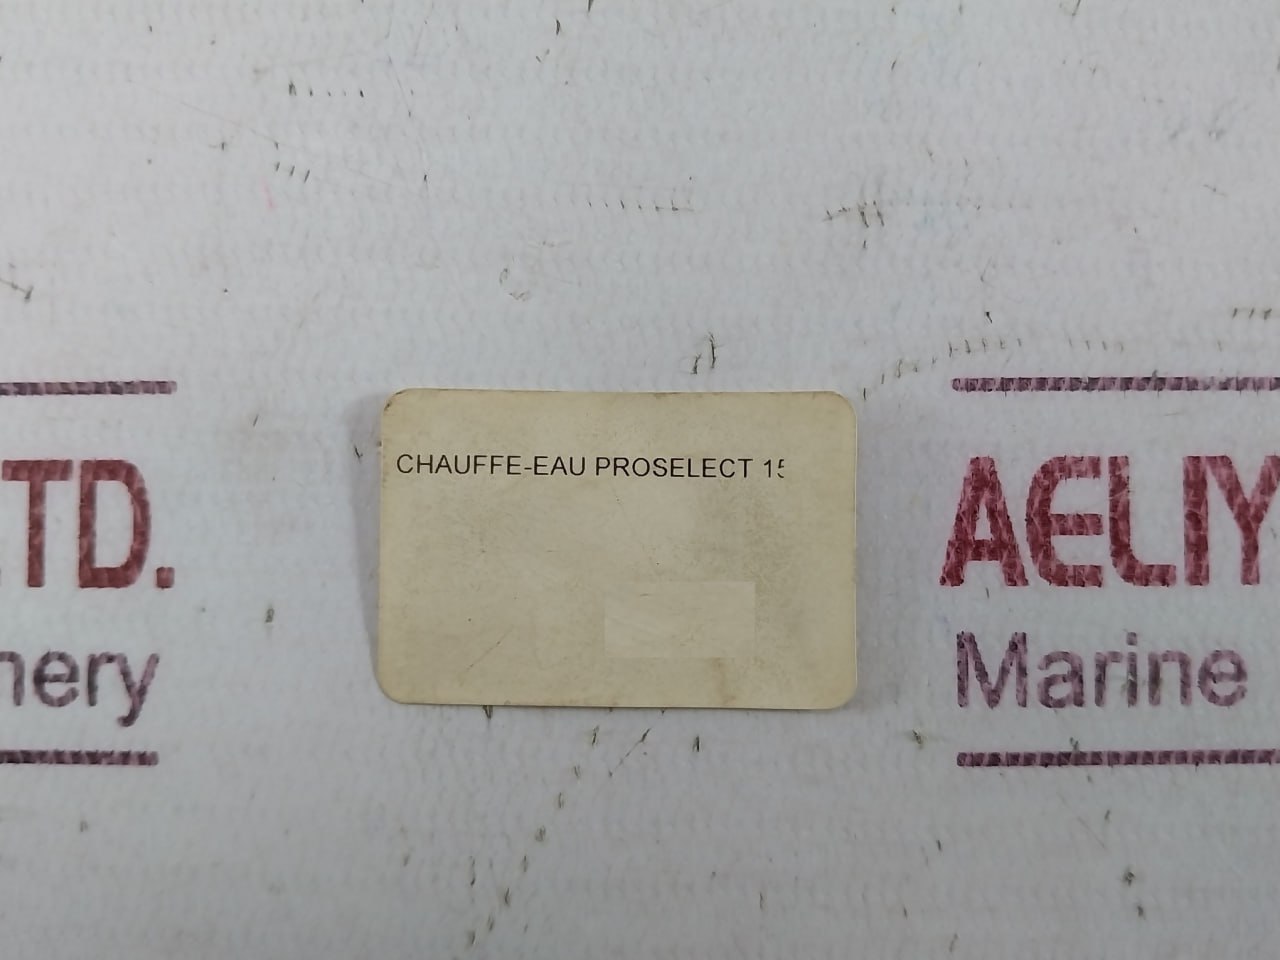 CHAUFFE-EAU PROSELECT 15
TD.
nery
AELIY
Marine